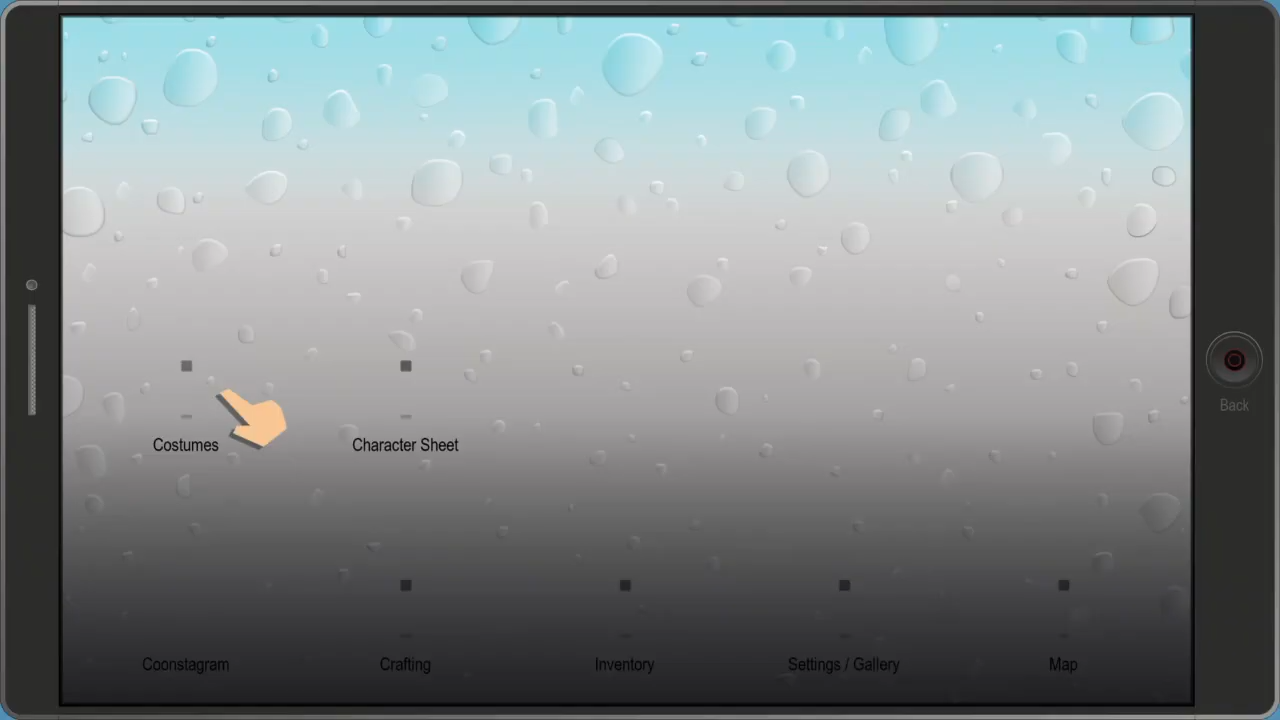 Back
Costumes
Character Sheet
Coonstagram
Crafting
Inventory
Settings / Gallery
Map